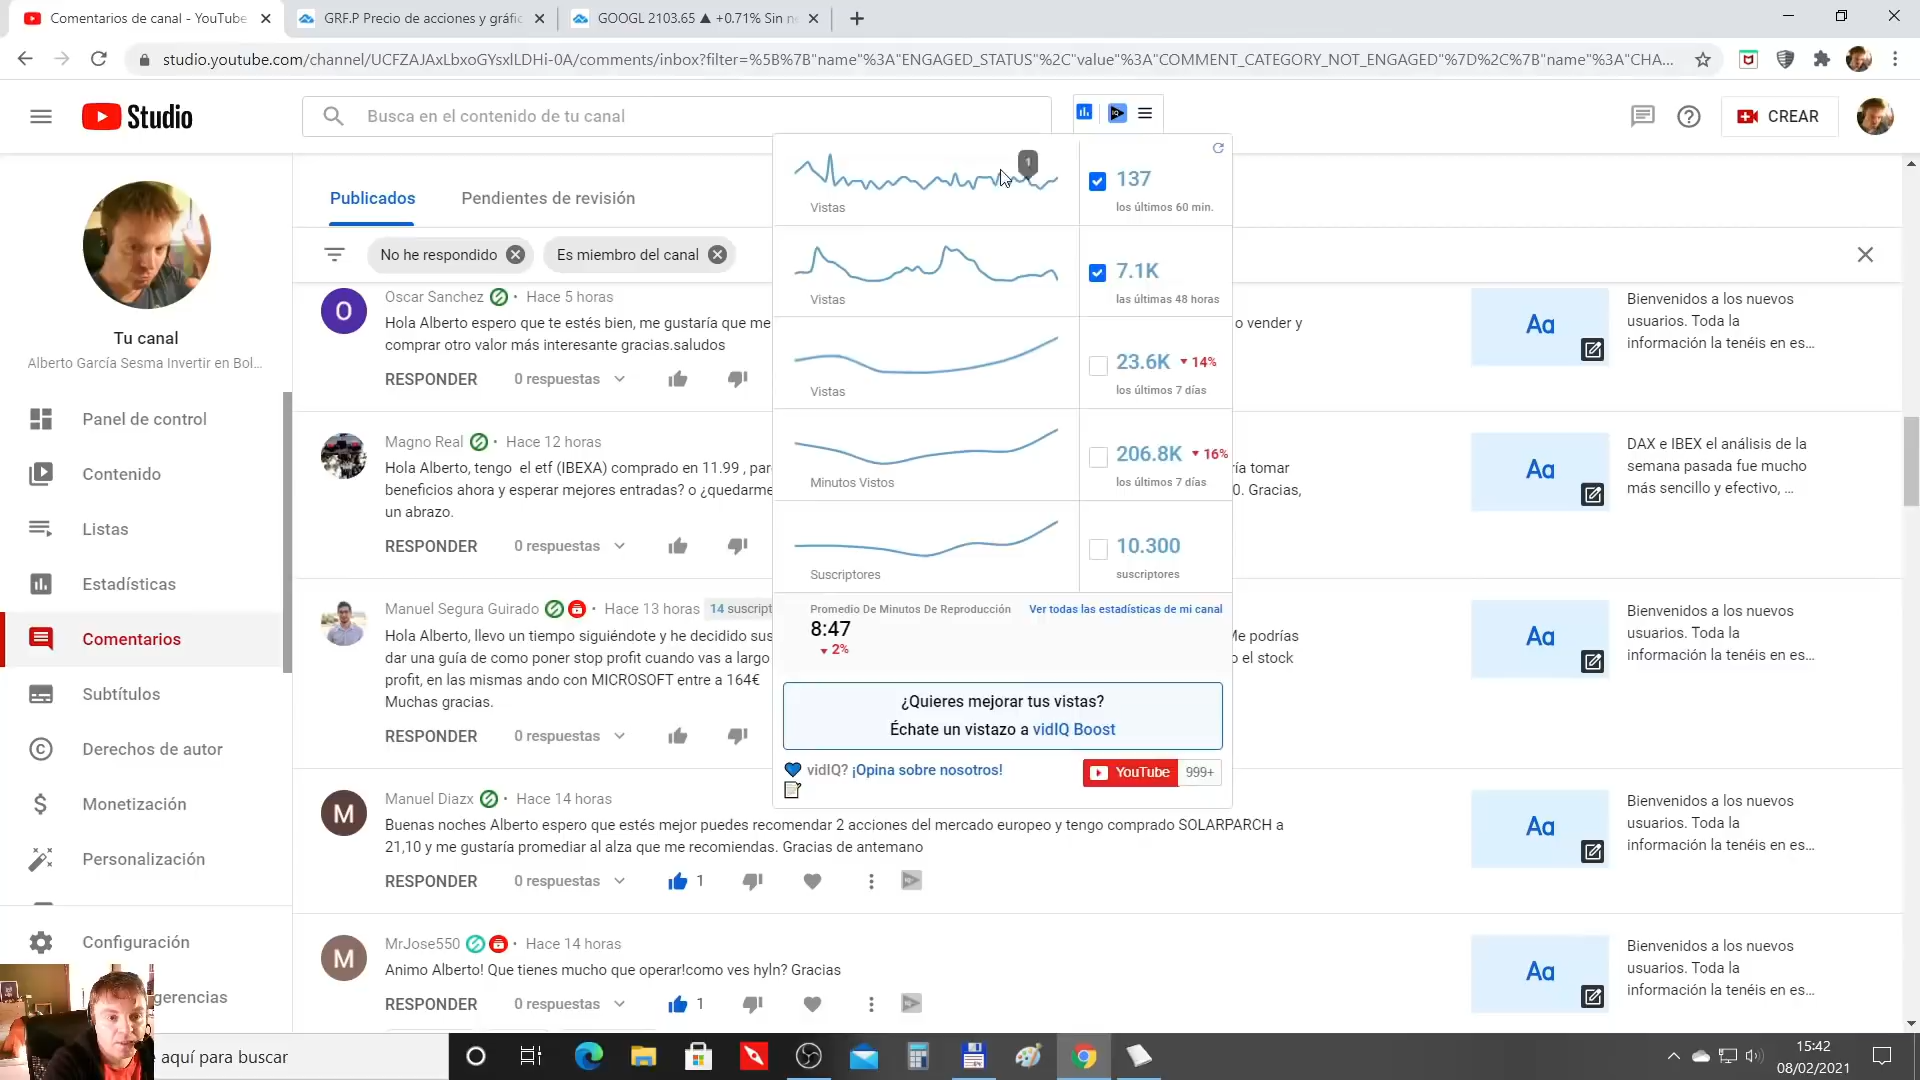 Comentarios de canal - YouTube
GRF.P Precio de acciones y gráfic
GOOGL 2103.65 ▲ +0.71% Sin n
studio.youtube.com/channel/UCFZAJAxLbxoGYsxlLDHi-0A/comments/inbox?filter=%5B%7B"name"%3A"ENGAGED_STATUS"%2C"value"%3A"COMMENT_CATEGORY_NOT_ENGAGED"%7D%2C%7B"name"%3A"CHA...
Studio
Busca en el contenido de tu canal
CREAR
Publicados
Pendientes de revisión
No he respondido
Es miembro del canal
Tu canal
Alberto García Sesma Invertir en Bol...
Panel de control
Contenido
Listas
Estadísticas
Comentarios
Subtítulos
Derechos de autor
Monetización
Personalización
Configuración
gerencias
O
Oscar Sanchez • Hace 5 horas
Hola Alberto espero que te estés bien, me gustaría que me
o vender y
comprar otro valor más interesante gracias.saludos
RESPONDER 0 respuestas
Bienvenidos a los nuevos
usuarios. Toda la
información la tenéis en es...
Aa
Magno Real • Hace 12 horas
Hola Alberto, tengo el etf (IBEXA) comprado en 11.99 , par
ría tomar
beneficios ahora y esperar mejores entradas? o ¿quedarme
0. Gracias,
un abrazo.
RESPONDER 0 respuestas
Aa
DAX e IBEX el análisis de la
semana pasada fue mucho
más sencillo y efectivo, ...
Manuel Segura Guirado • Hace 13 horas 14 suscript
Hola Alberto, llevo un tiempo siguiéndote y he decidido sus
Me podrías
dar una guía de como poner stop profit cuando vas a largo
o el stock
profit, en las mismas ando con MICROSOFT entre a 164€
Muchas gracias.
RESPONDER 0 respuestas
Aa
Bienvenidos a los nuevos
usuarios. Toda la
información la tenéis en es...
M
Manuel Diazx • Hace 14 horas
Buenas noches Alberto espero que estés mejor puedes recomendar 2 acciones del mercado europeo y tengo comprado SOLARPARCH a
21,10 y me gustaría promediar al alza que me recomiendas. Gracias de antemano
RESPONDER 0 respuestas 1
Aa
Bienvenidos a los nuevos
usuarios. Toda la
información la tenéis en es...
M
MrJose550 • Hace 14 horas
Animo Alberto! Que tienes mucho que operar!como ves hyln? Gracias
RESPONDER 0 respuestas 1
Aa
Bienvenidos a los nuevos
usuarios. Toda la
información la tenéis en es...
1
Vistas
137
los últimos 60 min.
Vistas
7.1K
las últimas 48 horas
Vistas
23.6K ▼ 14%
los últimos 7 días
Minutos Vistos
206.8K ▼ 16%
los últimos 7 días
Suscriptores
10.300
suscriptores
Promedio De Minutos De Reproducción
Ver todas las estadísticas de mi canal
8:47
▼ 2%
¿Quieres mejorar tus vistas?
Échate un vistazo a vidIQ Boost
vidIQ? ¡Opina sobre nosotros!
YouTube 999+
aquí para buscar
15:42
08/02/2021